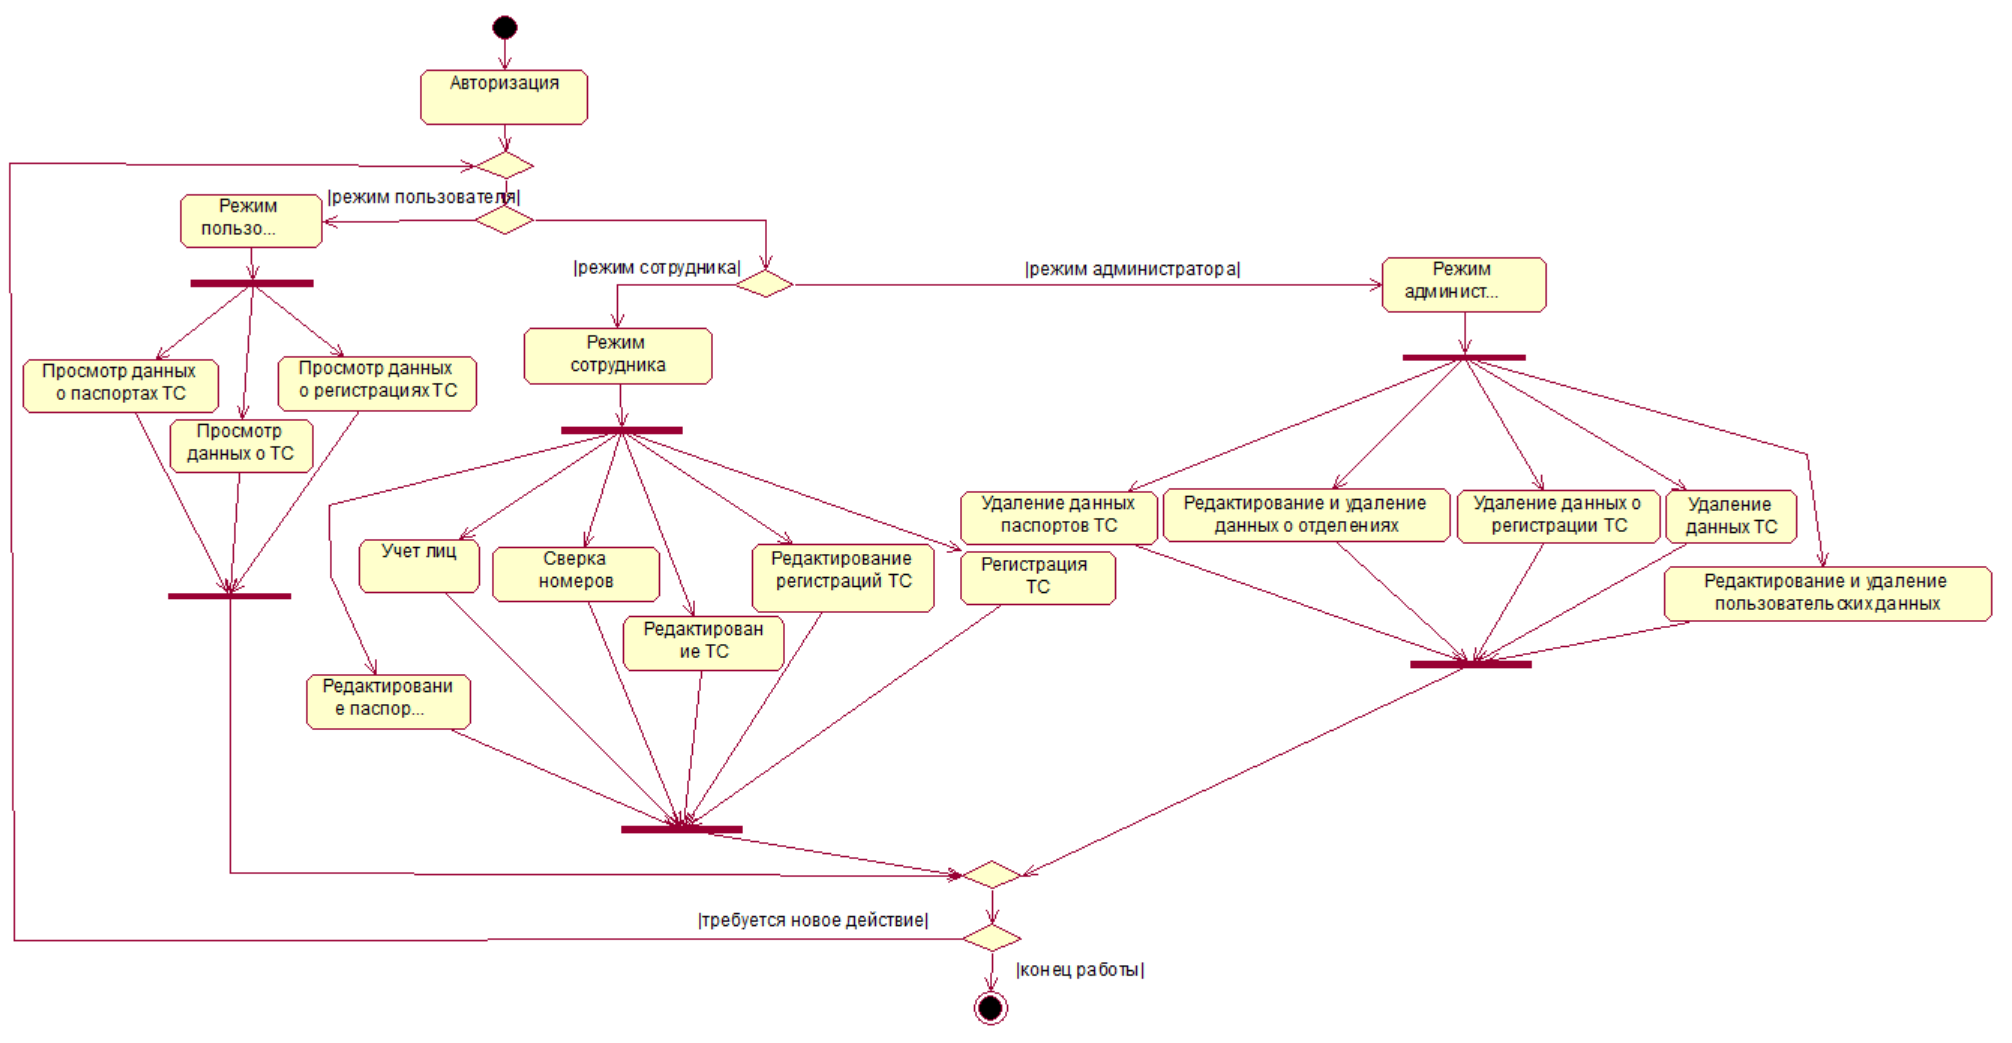 Авторизация
|режим пользователя|
Режим
пользо...
|режим сотрудника|
|режим администратора|
Режим
админист...
Режим
сотрудника
Просмотр данных
о паспортах ТС
Просмотр данных
о регистрациях ТС
Просмотр
данных о ТС
Удаление данных
паспортов ТС
Редактирование и удаление
данных о отделениях
Удаление данных о
регистрации ТС
Удаление
данных ТС
Учет лиц
Сверка
номеров
Редактирование
регистраций ТС
Регистрация
ТС
Редактирование и удаление
пользовательских данных
Редактирован
ие ТС
Редактировани
е паспор...
|требуется новое действие|
|конец работы|